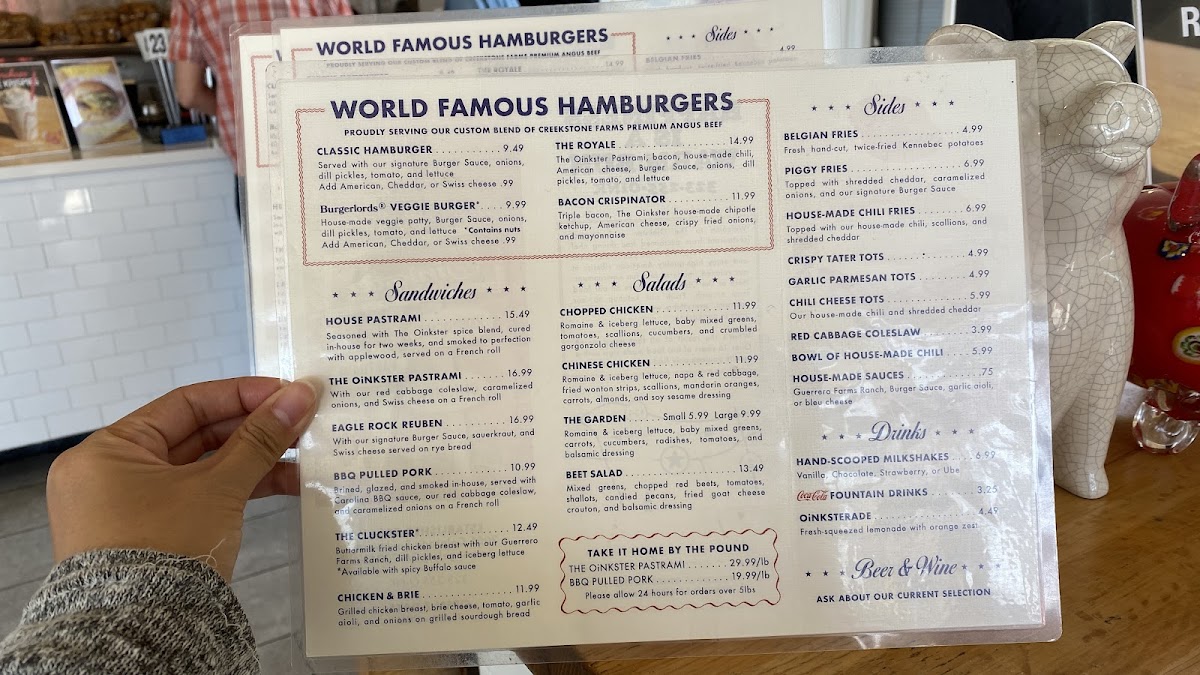 23
R
WORLD FAMOUS HAMBURGERS
PROUDLY SERVING OUR CUSTOM BLEND OF CREEKSTONE FARMS PREMIUM ANGUS BEEF
THE ROYALE 14.99
★ ★ ★ Sides ★ ★ ★
BELGIAN FRIES 4.99
WORLD FAMOUS HAMBURGERS
PROUDLY SERVING OUR CUSTOM BLEND OF CREEKSTONE FARMS PREMIUM ANGUS BEEF
CLASSIC HAMBURGER . . . . . . . . . . . . 9.49
Served with our signature Burger Sauce, onions,
dill pickles, tomato, and lettuce
Add American, Cheddar, or Swiss cheese .99
Burgerlords® VEGGIE BURGER*. . . . 9.99
House-made veggie patty, Burger Sauce, onions,
dill pickles, tomato, and lettuce *Contains nuts
Add American, Cheddar, or Swiss cheese .99
THE ROYALE . . . . . . . . . . . . . . . . . . . . 14.99
The Oinkster Pastrami, bacon, house-made chili,
American cheese, Burger Sauce, onions, dill
pickles, tomato, and lettuce
BACON CRISPINATOR . . . . . . . . . . . 11.99
Triple bacon, The Oinkster house-made chipotle
ketchup, American cheese, crispy fried onions,
and mayonnaise
★ ★ ★ Sandwiches ★ ★ ★
HOUSE PASTRAMI . . . . . . . . . . . . . . 15.49
Seasoned with The Oinkster spice blend, cured
in-house for two weeks, and smoked to perfection
with applewood, served on a French roll
THE OiNKSTER PASTRAMI . . . . . . . 16.99
With our red cabbage coleslaw, caramelized
onions, and Swiss cheese on a French roll
EAGLE ROCK REUBEN . . . . . . . . . . . 16.99
With our signature Burger Sauce, sauerkraut, and
Swiss cheese served on rye bread
BBQ PULLED PORK . . . . . . . . . . . . . 10.99
Brined, glazed, and smoked in-house, served with
Carolina BBQ sauce, our red cabbage coleslaw,
and caramelized onions on a French roll
THE CLUCKSTER* . . . . . . . . . . . . . . . 12.49
Buttermilk fried chicken breast with our Guerrero
Farms Ranch, dill pickles, and iceberg lettuce
*Available with spicy Buffalo sauce
CHICKEN & BRIE . . . . . . . . . . . . . . . . 11.99
Grilled chicken breast, brie cheese, tomato, garlic
aioli, and onions on grilled sourdough bread
★ ★ ★ Salads ★ ★ ★
CHOPPED CHICKEN . . . . . . . . . . . . . 11.99
Romaine & iceberg lettuce, baby mixed greens,
tomatoes, scallions, cucumbers, and crumbled
gorgonzola cheese
CHINESE CHICKEN . . . . . . . . . . . . . . 11.99
Romaine & iceberg lettuce, napa & red cabbage,
fried wonton strips, scallions, mandarin oranges,
carrots, almonds, and soy sesame dressing
THE GARDEN . . . . . . Small 5.99 Large 9.99
Romaine & iceberg lettuce, baby mixed greens,
carrots, cucumbers, radishes, tomatoes, and
balsamic dressing
BEET SALAD . . . . . . . . . . . . . . . . . . . 13.49
Mixed greens, chopped red beets, tomatoes,
shallots, candied pecans, fried goat cheese
crouton, and balsamic dressing
TAKE IT HOME BY THE POUND
THE OiNKSTER PASTRAMI . . . . . . . 29.99/lb
BBQ PULLED PORK . . . . . . . . . . . . . 19.99/lb
Please allow 24 hours for orders over 5lbs
★ ★ ★ Sides ★ ★ ★
BELGIAN FRIES . . . . . . . . . . . . . . . . . 4.99
Fresh hand-cut, twice-fried Kennebec potatoes
PIGGY FRIES . . . . . . . . . . . . . . . . . . . 6.99
Topped with shredded cheddar, caramelized
onions, and our signature Burger Sauce
HOUSE-MADE CHILI FRIES . . . . . . . . 6.99
Topped with our house-made chili, scallions, and
shredded cheddar
CRISPY TATER TOTS . . . . . . . . . . . . . 4.99
GARLIC PARMESAN TOTS . . . . . . . . 4.99
CHILI CHEESE TOTS . . . . . . . . . . . . . 5.99
Our house-made chili and shredded cheddar
RED CABBAGE COLESLAW . . . . . . . . 3.99
BOWL OF HOUSE-MADE CHILI . . . . 5.99
HOUSE-MADE SAUCES . . . . . . . . . . . .75
Guerrero Farms Ranch, Burger Sauce, garlic aioli,
or bleu cheese
★ ★ ★ Drinks ★ ★ ★
HAND-SCOOPED MILKSHAKES . . . . 6.99
Vanilla, Chocolate, Strawberry, or Ube
Coca-Cola FOUNTAIN DRINKS . . . . . . . . . . 3.25
OiNKSTERADE . . . . . . . . . . . . . . . . . . 4.49
Fresh-squeezed lemonade with orange zest
★ ★ ★ Beer & Wine ★ ★ ★
ASK ABOUT OUR CURRENT SELECTION